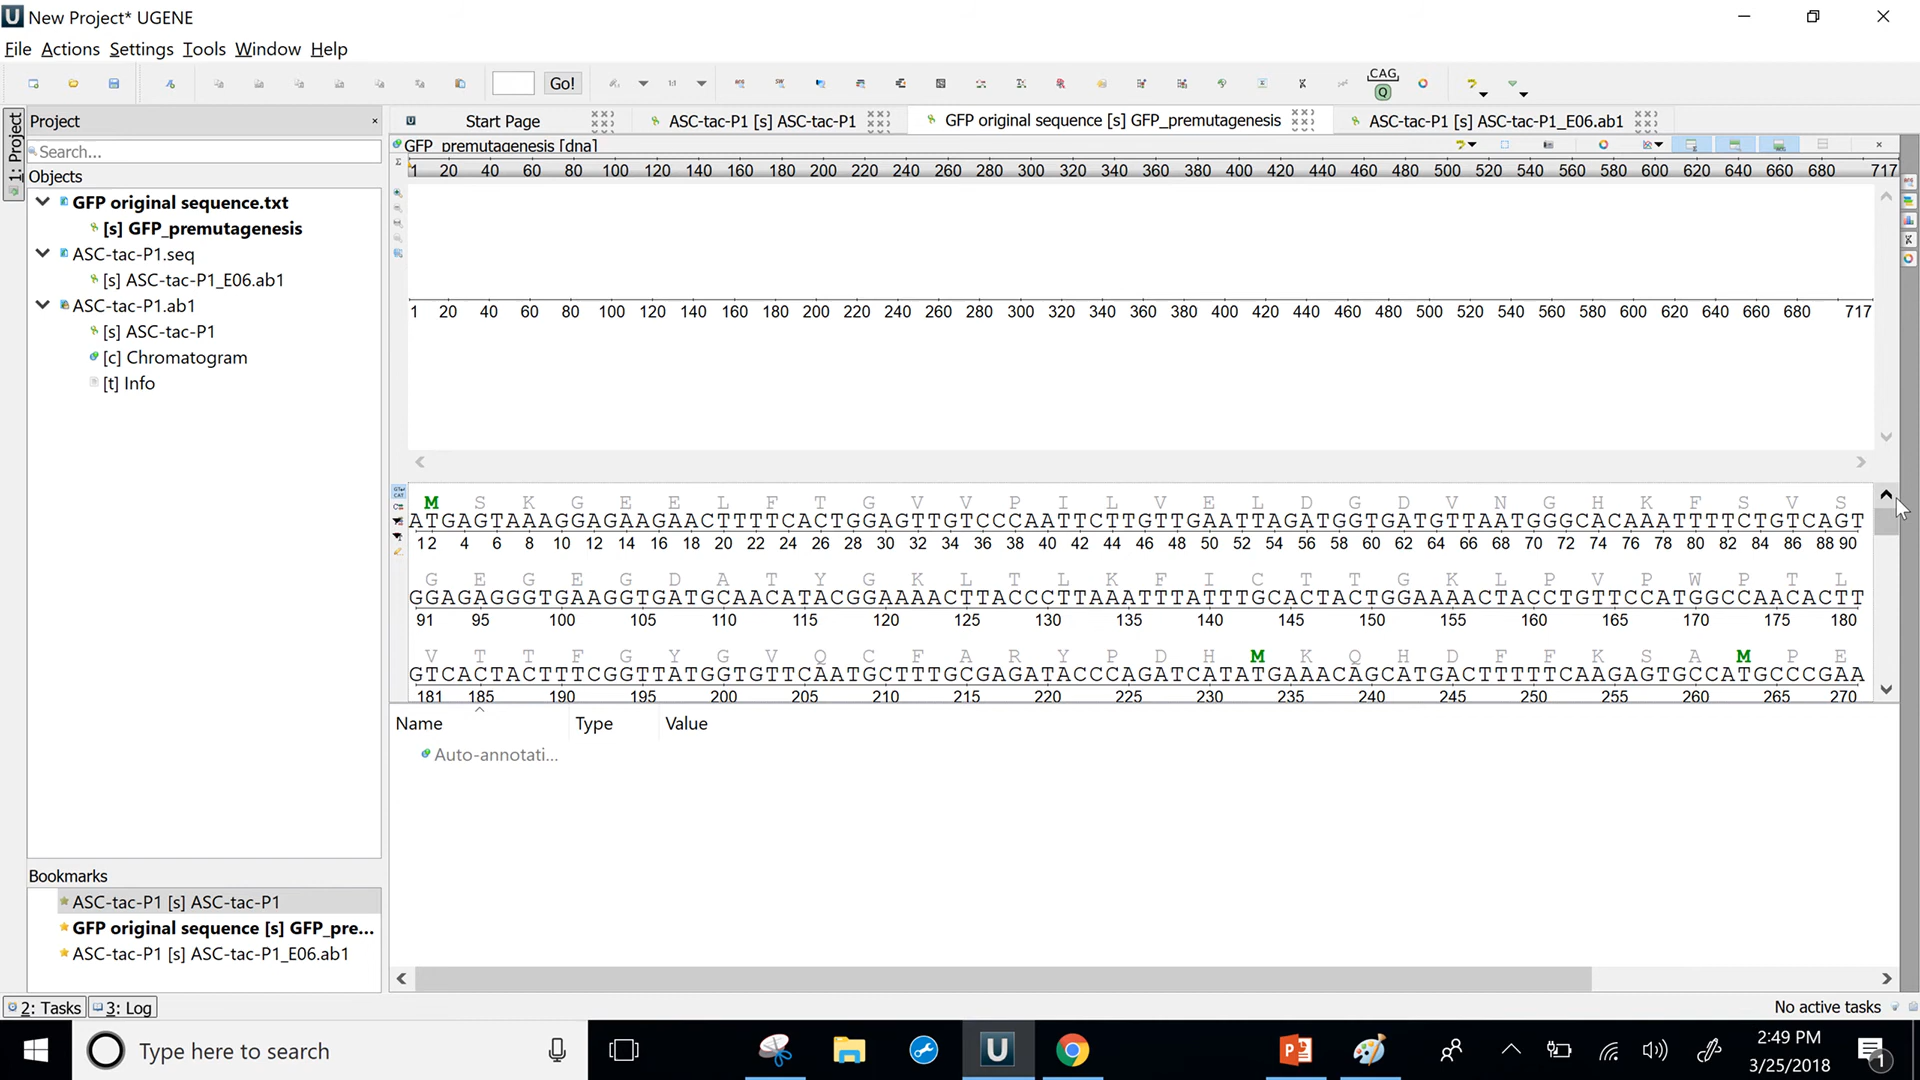 New Project* UGENE
File Actions Settings Tools Window Help
Go! 1:1 SW CAG Q
1: Project
Project
Search...
Objects
GFP original sequence.txt
[s] GFP_premutagenesis
ASC-tac-P1.seq
[s] ASC-tac-P1_E06.ab1
ASC-tac-P1.ab1
[s] ASC-tac-P1
[c] Chromatogram
[t] Info
Bookmarks
ASC-tac-P1 [s] ASC-tac-P1
GFP original sequence [s] GFP_pre...
ASC-tac-P1 [s] ASC-tac-P1_E06.ab1
Start Page
ASC-tac-P1 [s] ASC-tac-P1
GFP original sequence [s] GFP_premutagenesis
ASC-tac-P1 [s] ASC-tac-P1_E06.ab1
GFP_premutagenesis [dna]
1 20 40 60 80 100 120 140 160 180 200 220 240 260 280 300 320 340 360 380 400 420 440 460 480 500 520 540 560 580 600 620 640 660 680 717
1 20 40 60 80 100 120 140 160 180 200 220 240 260 280 300 320 340 360 380 400 420 440 460 480 500 520 540 560 580 600 620 640 660 680 717
M S K G E E L F T G V V P I L V E L D G D V N G H K F S V S
ATGAGTAAAGGAGAAGAACTTTTCACTGGAGTTGTCCCAATTCTTGTTGAATTAGATGGTGATGTTAATGGGCACAAATTTTCTGTCAGT
1 2 4 6 8 10 12 14 16 18 20 22 24 26 28 30 32 34 36 38 40 42 44 46 48 50 52 54 56 58 60 62 64 66 68 70 72 74 76 78 80 82 84 86 88 90
G E G E G D A T Y G K L T L K F I C T T G K L P V P W P T L
GGAGAGGGTGAAGGTGATGCAACATACGGAAAACTTACCCTTAAATTTATTTGCACTACTGGAAAACTACCTGTTCCATGGCCAACACTT
91 95 100 105 110 115 120 125 130 135 140 145 150 155 160 165 170 175 180
V T T F G Y G V Q C F A R Y P D H M K Q H D F F K S A M P E
GTCACTACTTTCGGTTATGGTGTTCAATGCTTTGCGAGATACCCAGATCATATGAAACAGCATGACTTTTTCAAGAGTGCCATGCCCGAA
181 185 190 195 200 205 210 215 220 225 230 235 240 245 250 255 260 265 270
Name Type Value
Auto-annotati...
2: Tasks 3: Log
No active tasks
Type here to search
2:49 PM
3/25/2018
1